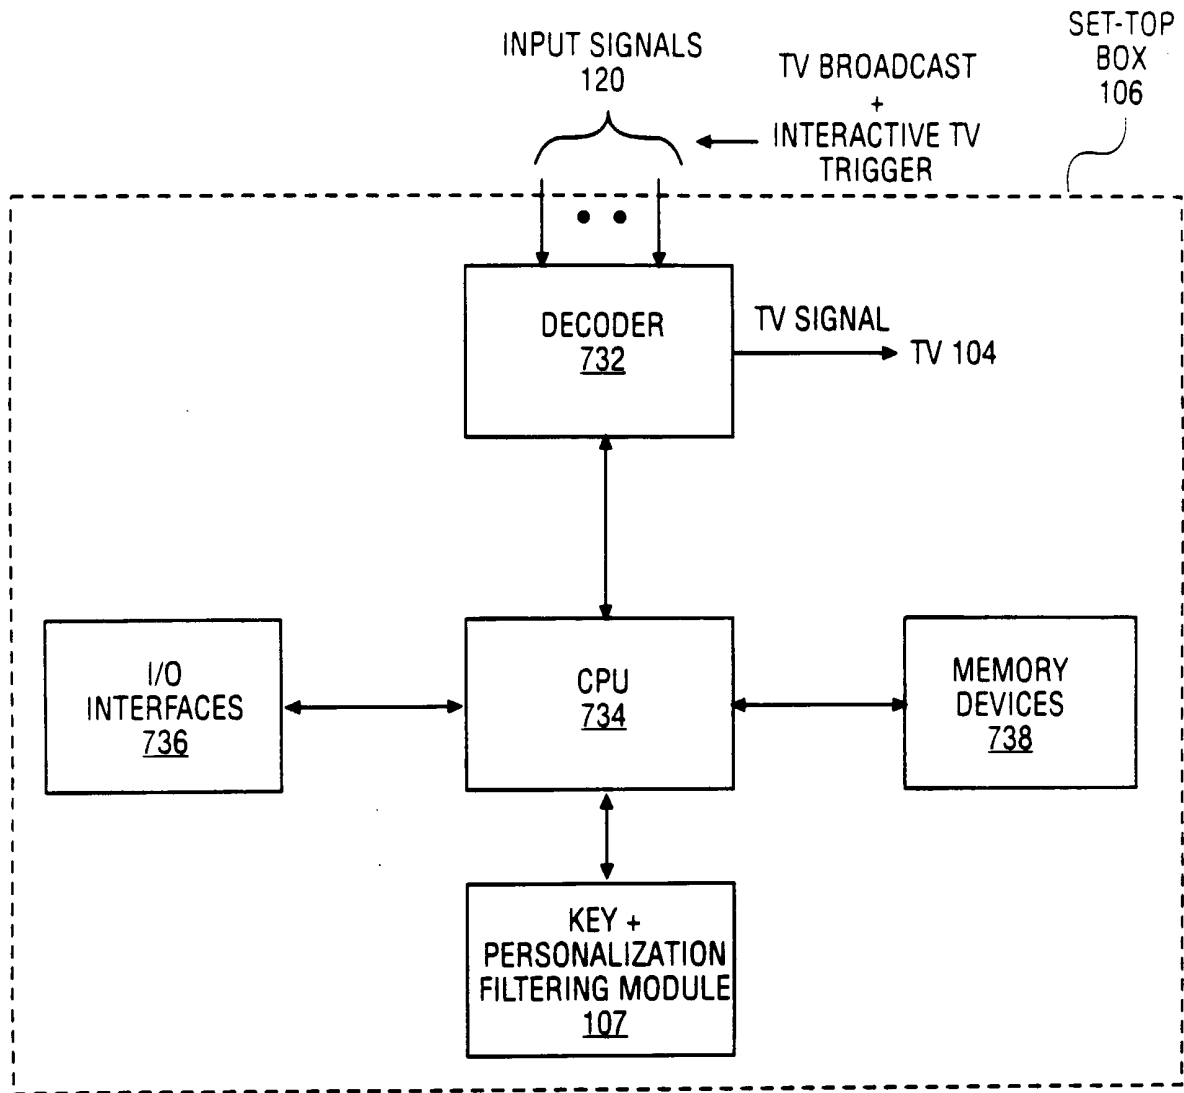 INPUT SIGNALS
120
TV BROADCAST
+
INTERACTIVE TV
TRIGGER
SET-TOP
BOX
106
DECODER
732
TV SIGNAL
TV 104
I/O
INTERFACES
736
CPU
734
MEMORY
DEVICES
738
KEY +
PERSONALIZATION
FILTERING MODULE
107